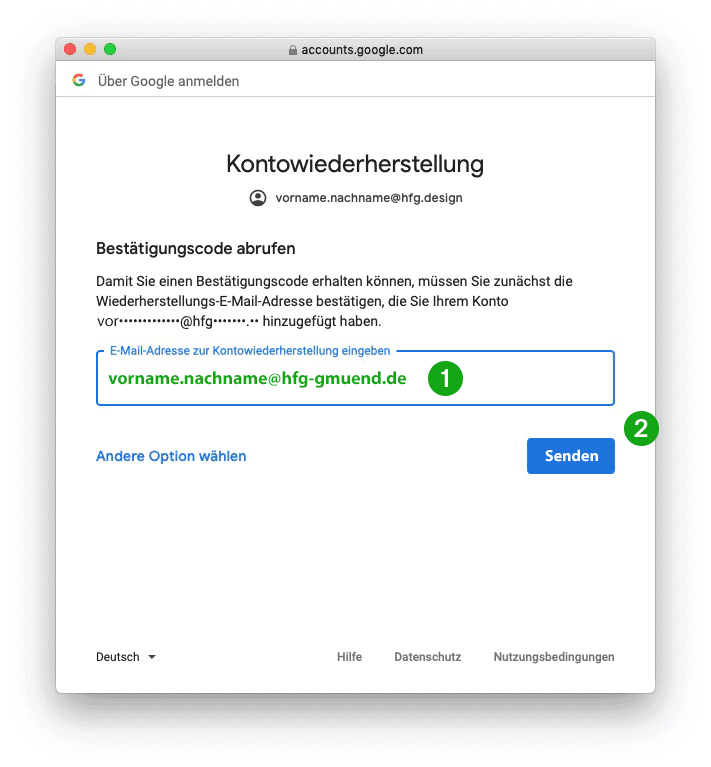 accounts.google.com
Über Google anmelden
Kontowiederherstellung
vorname.nachname@hfg.design
Bestätigungscode abrufen
Damit Sie einen Bestätigungscode erhalten können, müssen Sie zunächst die
Wiederherstellungs-E-Mail-Adresse bestätigen, die Sie Ihrem Konto
vor•••••••••••••@hfg•••••••.•• hinzugefügt haben.
E-Mail-Adresse zur Kontowiederherstellung eingeben
vorname.nachname@hfg-gmuend.de 1
2
Andere Option wählen Senden
Deutsch Hilfe Datenschutz Nutzungsbedingungen